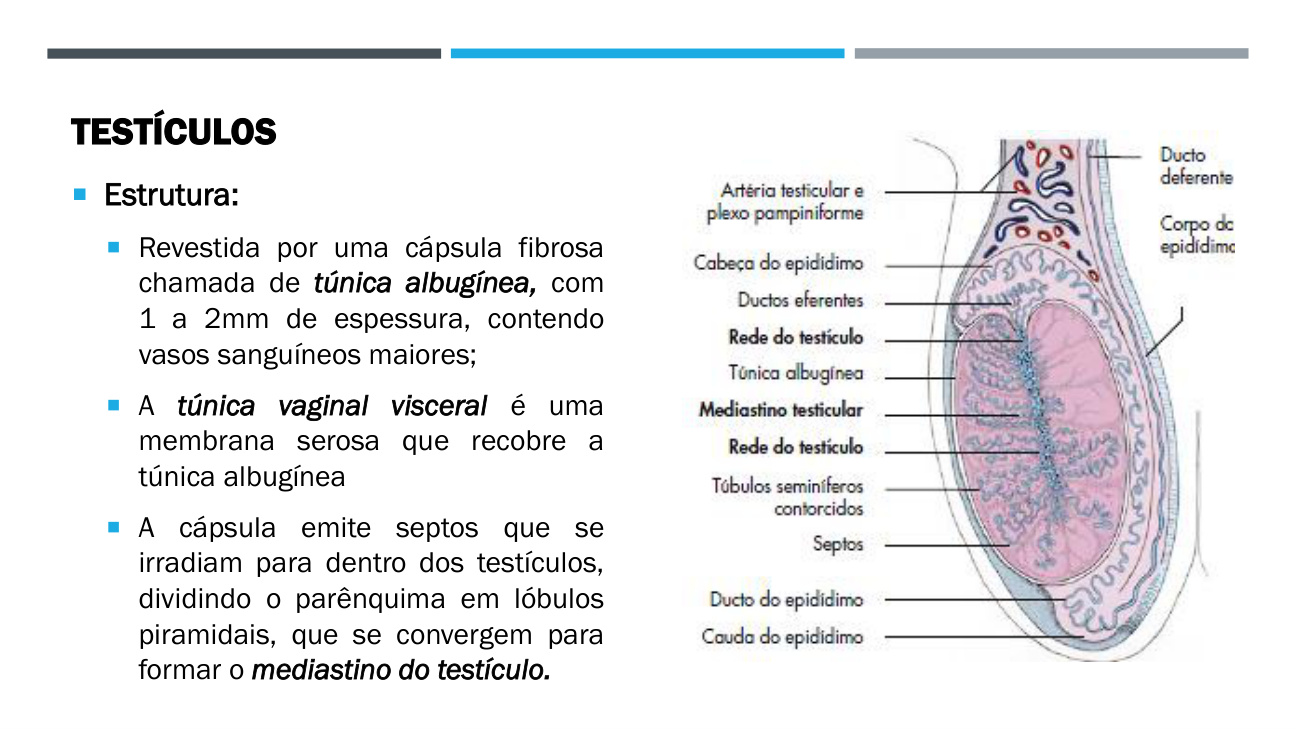 TESTÍCULOS
Estrutura:
Revestida por uma cápsula fibrosa
chamada de túnica albugínea, com
1 a 2mm de espessura, contendo
vasos sanguíneos maiores;
A túnica vaginal visceral é uma
membrana serosa que recobre a
túnica albugínea
A cápsula emite septos que se
irradiam para dentro dos testículos,
dividindo o parênquima em lóbulos
piramidais, que se convergem para
formar o mediastino do testículo.
Artéria testicular e
plexo pampiniforme
Cabeça do epidídimo
Ductos eferentes
Rede do testículo
Túnica albugínea
Mediastino testicular
Rede do testículo
Túbulos seminíferos
contorcidos
Septos
Ducto do epidídimo
Cauda do epidídimo
Ducto
deferente
Corpo